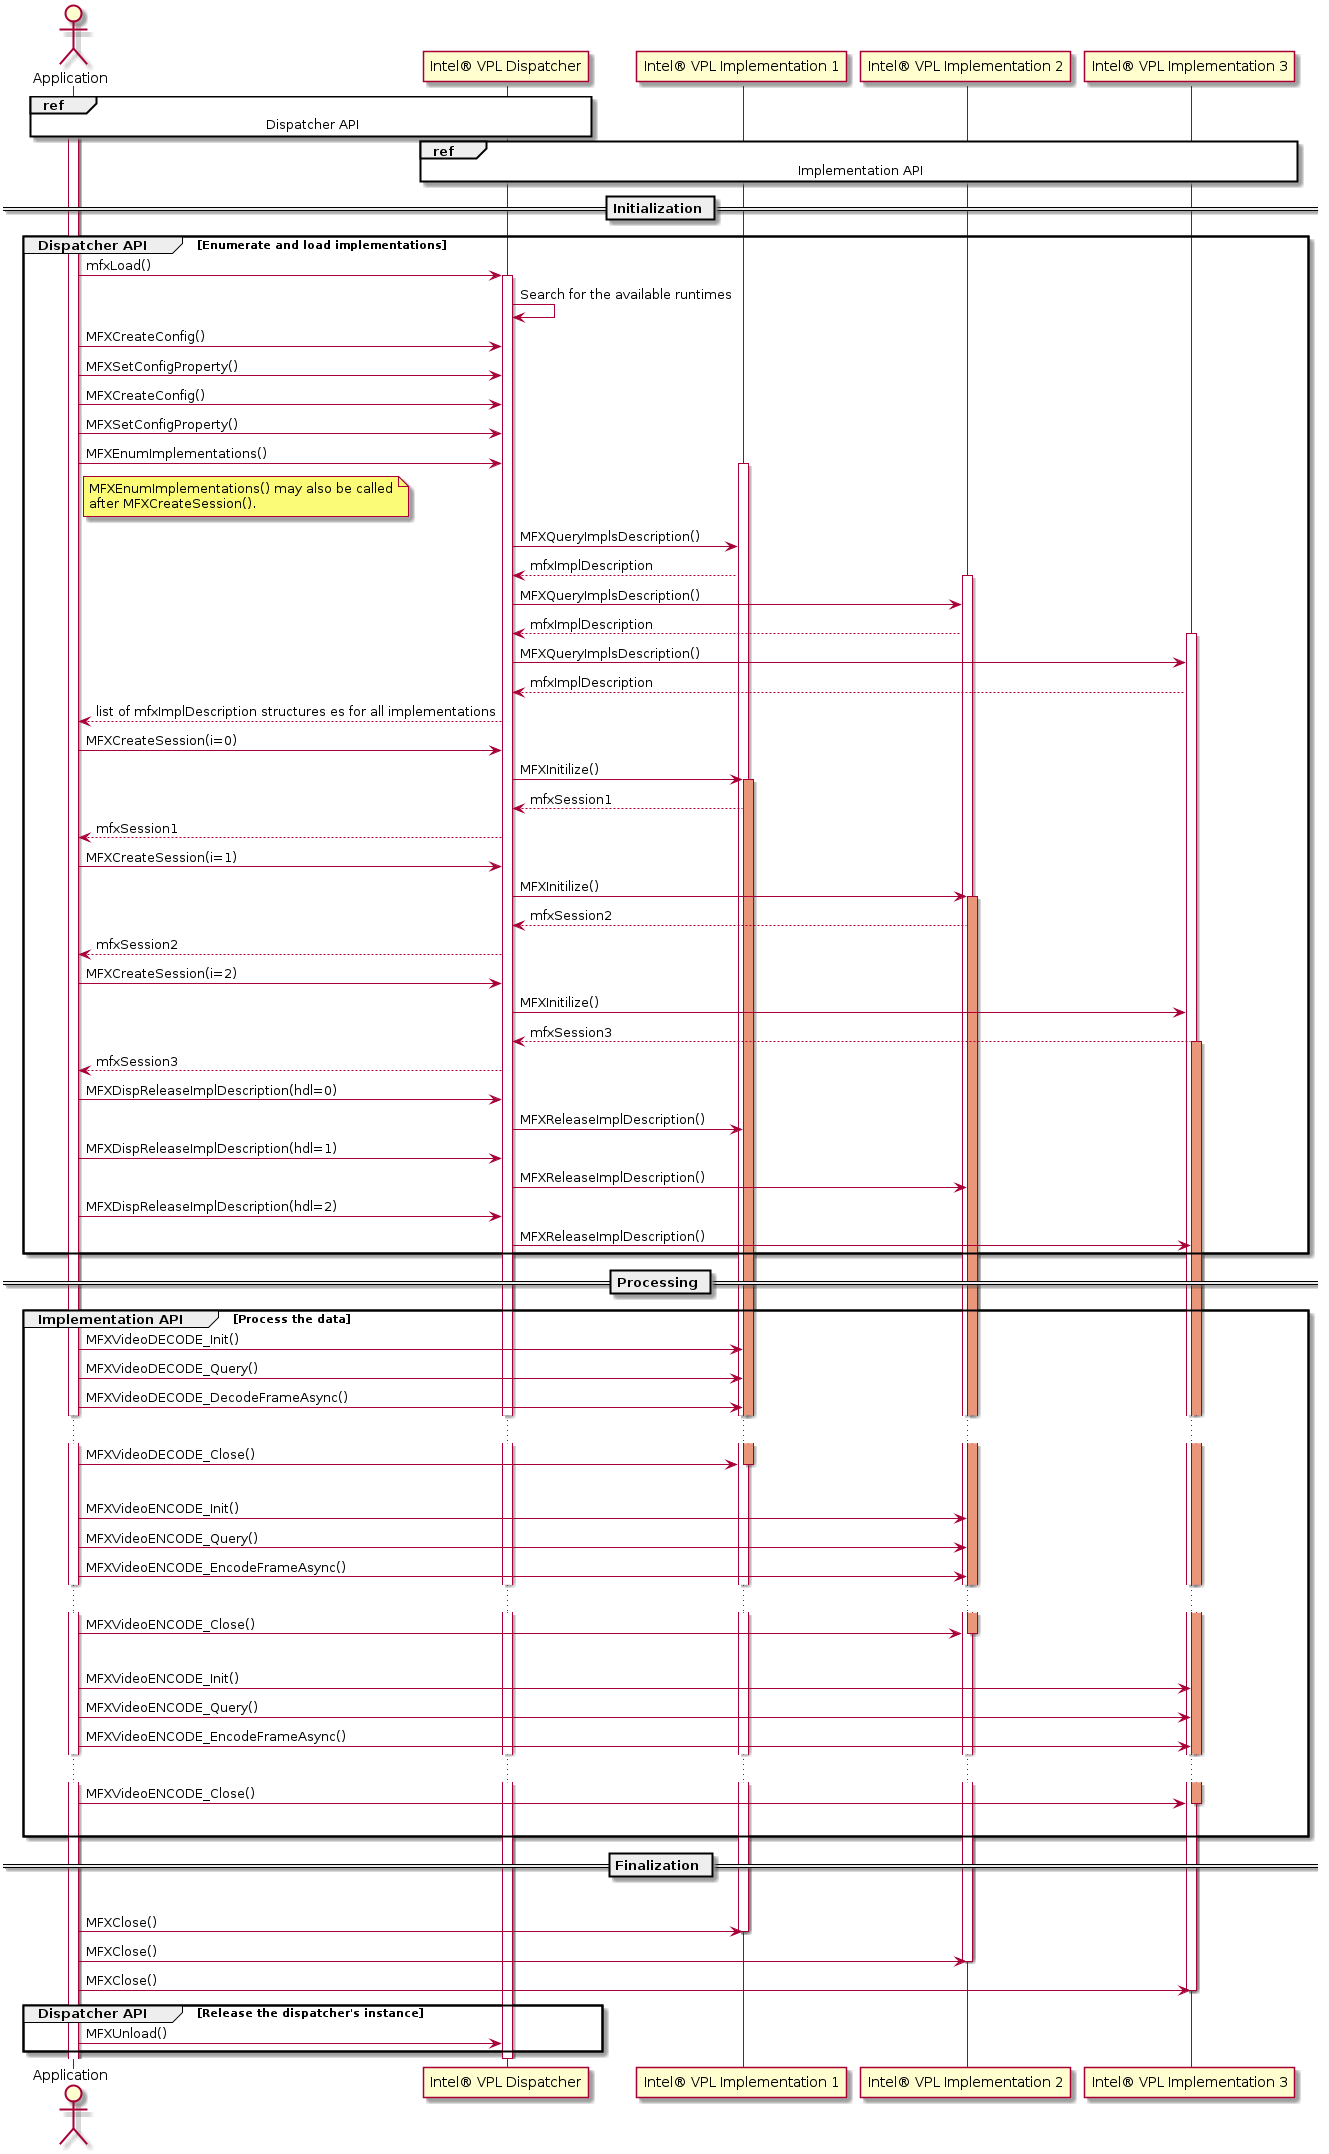 Application
Intel® VPL Dispatcher
Intel® VPL Implementation 1
Intel® VPL Implementation 2
Intel® VPL Implementation 3
ref
Dispatcher API
ref
Implementation API
Initialization
Dispatcher API [Enumerate and load implementations]
mfxLoad()
Search for the available runtimes
MFXCreateConfig()
MFXSetConfigProperty()
MFXCreateConfig()
MFXSetConfigProperty()
MFXEnumImplementations()
MFXEnumImplementations() may also be called
after MFXCreateSession().
MFXQueryImplsDescription()
mfxImplDescription
MFXQueryImplsDescription()
mfxImplDescription
MFXQueryImplsDescription()
mfxImplDescription
list of mfxImplDescription structures es for all implementations
MFXCreateSession(i=0)
MFXInitilize()
mfxSession1
mfxSession1
MFXCreateSession(i=1)
MFXInitilize()
mfxSession2
mfxSession2
MFXCreateSession(i=2)
MFXInitilize()
mfxSession3
mfxSession3
MFXDispReleaseImplDescription(hdl=0)
MFXReleaseImplDescription()
MFXDispReleaseImplDescription(hdl=1)
MFXReleaseImplDescription()
MFXDispReleaseImplDescription(hdl=2)
MFXReleaseImplDescription()
Processing
Implementation API [Process the data]
MFXVideoDECODE_Init()
MFXVideoDECODE_Query()
MFXVideoDECODE_DecodeFrameAsync()
MFXVideoDECODE_Close()
MFXVideoENCODE_Init()
MFXVideoENCODE_Query()
MFXVideoENCODE_EncodeFrameAsync()
MFXVideoENCODE_Close()
MFXVideoENCODE_Init()
MFXVideoENCODE_Query()
MFXVideoENCODE_EncodeFrameAsync()
MFXVideoENCODE_Close()
Finalization
MFXClose()
MFXClose()
MFXClose()
Dispatcher API [Release the dispatcher's instance]
MFXUnload()
Application
Intel® VPL Dispatcher
Intel® VPL Implementation 1
Intel® VPL Implementation 2
Intel® VPL Implementation 3